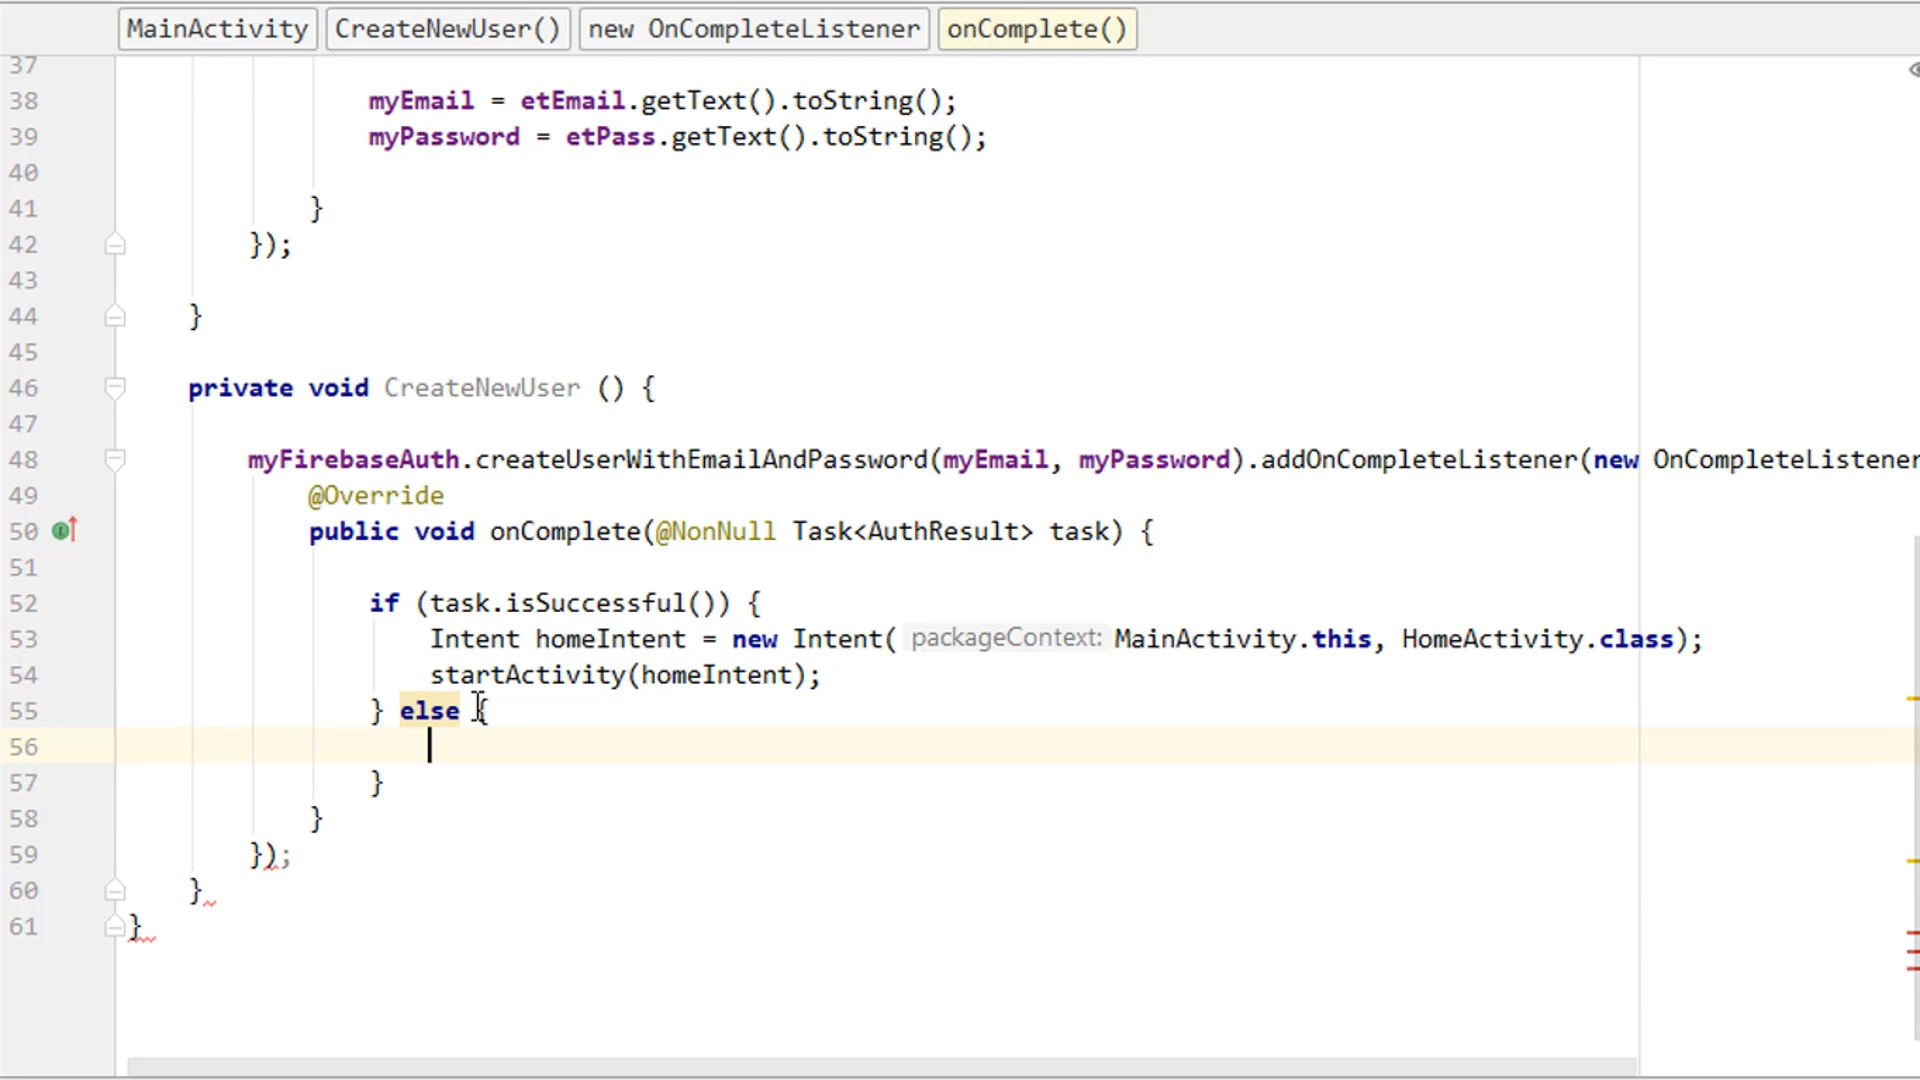 MainActivity CreateNewUser() new OnCompleteListener onComplete()
37
38 myEmail = etEmail.getText().toString();
39 myPassword = etPass.getText().toString();
40
41 }
42 });
43
44 }
45
46 private void CreateNewUser () {
47
48 myFirebaseAuth.createUserWithEmailAndPassword(myEmail, myPassword).addOnCompleteListener(new OnCompleteListener
49 @Override
50 public void onComplete(@NonNull Task<AuthResult> task) {
51
52 if (task.isSuccessful()) {
53 Intent homeIntent = new Intent( packageContext: MainActivity.this, HomeActivity.class);
54 startActivity(homeIntent);
55 } else {
56
57 }
58 }
59 });
60 }
61 }